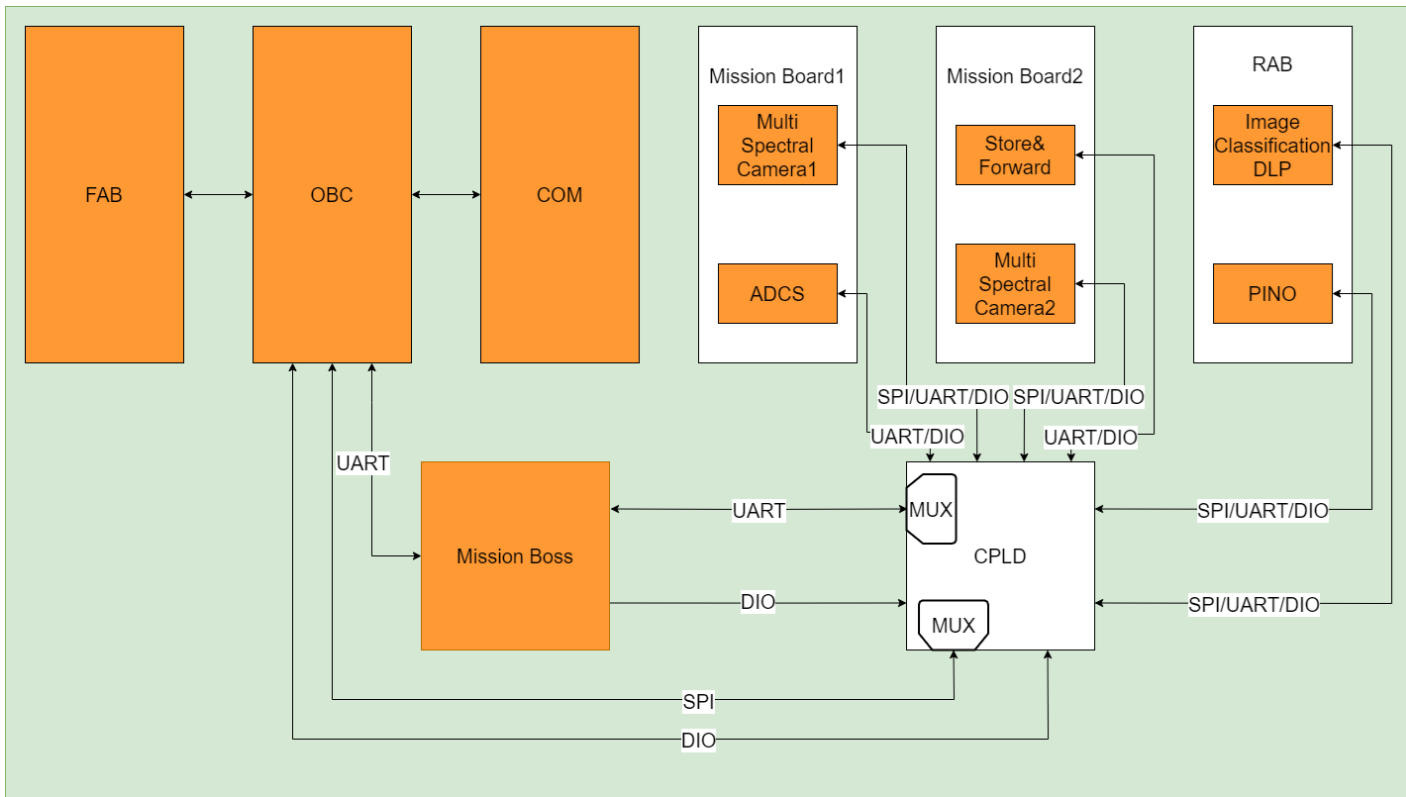 FAB
OBC
COM
Mission Board1
Multi
Spectral
Camera1
ADCS
Mission Board2
Store&
Forward
Multi
Spectral
Camera2
RAB
Image
Classification
DLP
PINO
SPI/UART/DIO
SPI/UART/DIO
UART/DIO
UART/DIO
UART
Mission Boss
UART
MUX
CPLD
SPI/UART/DIO
DIO
MUX
SPI/UART/DIO
SPI
DIO